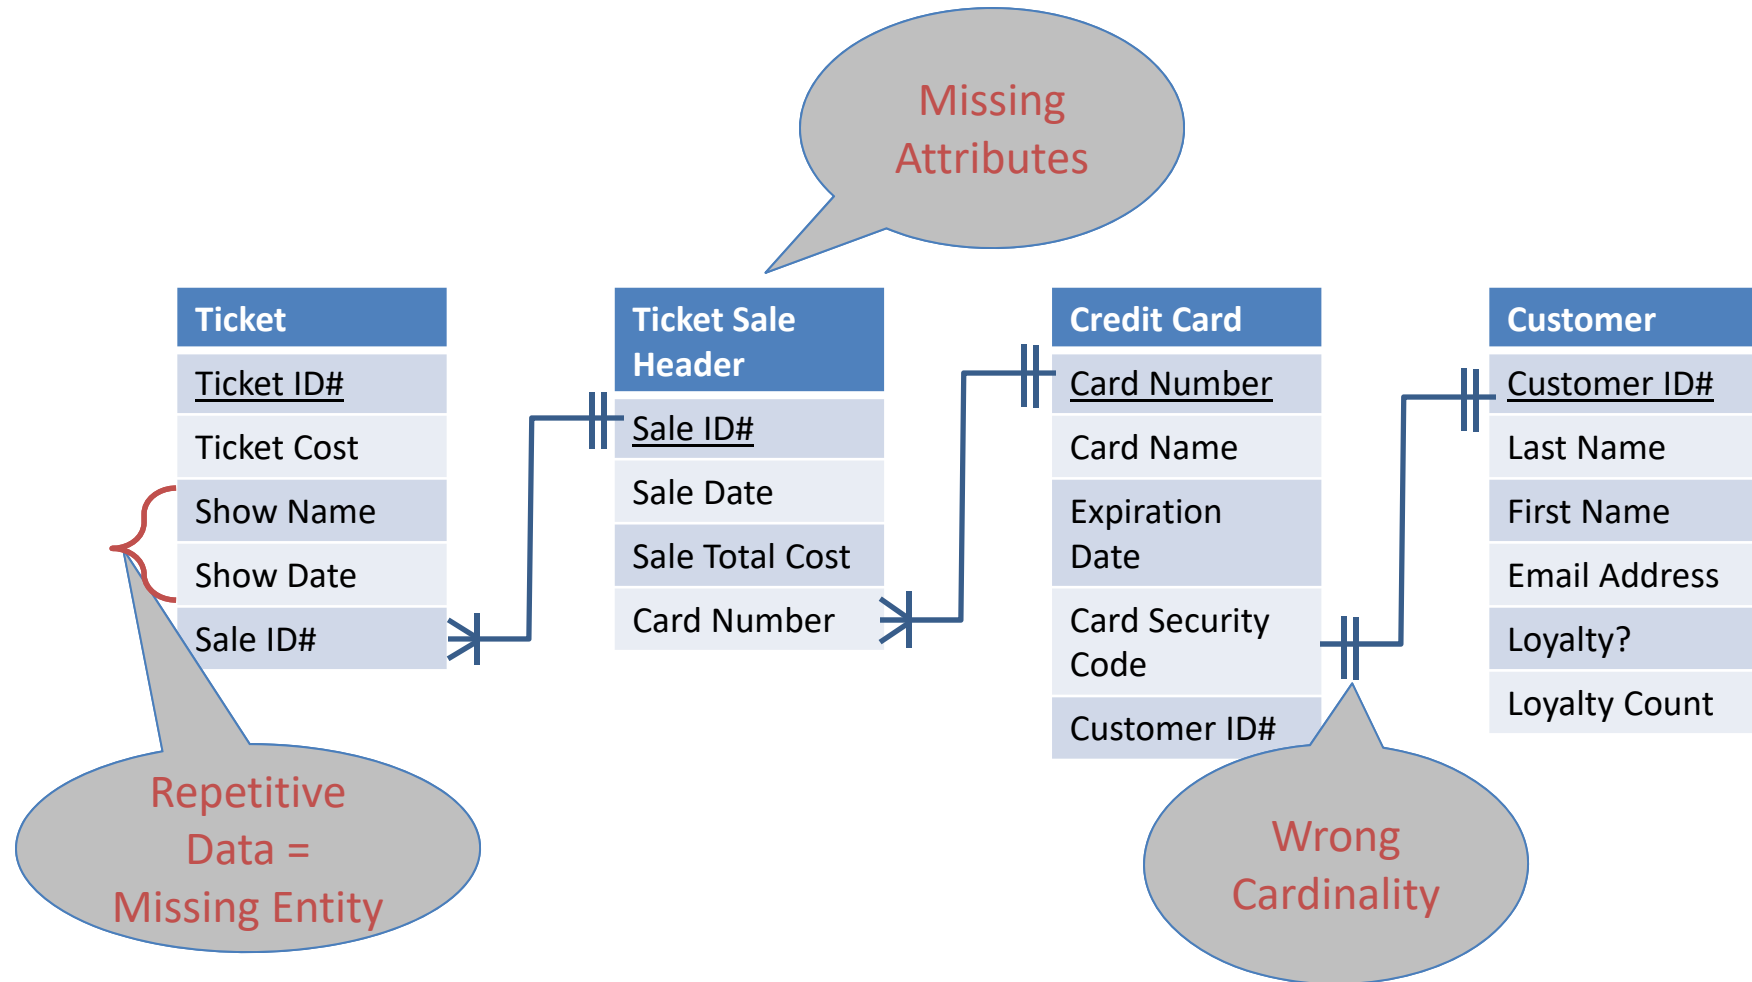 Missing
Attributes
Ticket
Ticket ID#
Ticket Cost
Show Name
Show Date
Sale ID#
Ticket Sale
Header
Sale ID#
Sale Date
Sale Total Cost
Card Number
Credit Card
Card Number
Card Name
Expiration
Date
Card Security
Code
Customer ID#
Customer
Customer ID#
Last Name
First Name
Email Address
Loyalty?
Loyalty Count
Repetitive
Data =
Missing Entity
Wrong
Cardinality